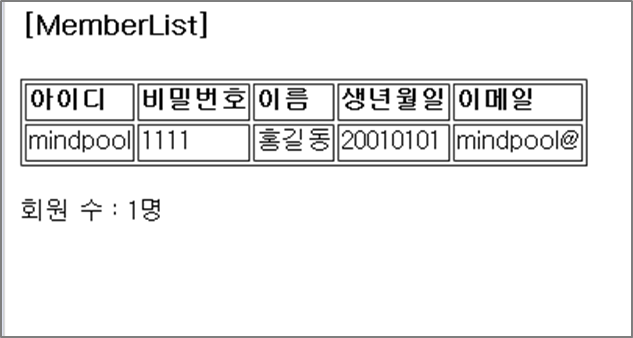 [MemberList]
아이디 비밀번호 이름 생년월일 이메일
mindpool 1111 홍길동 20010101 mindpool@
회원 수 : 1명